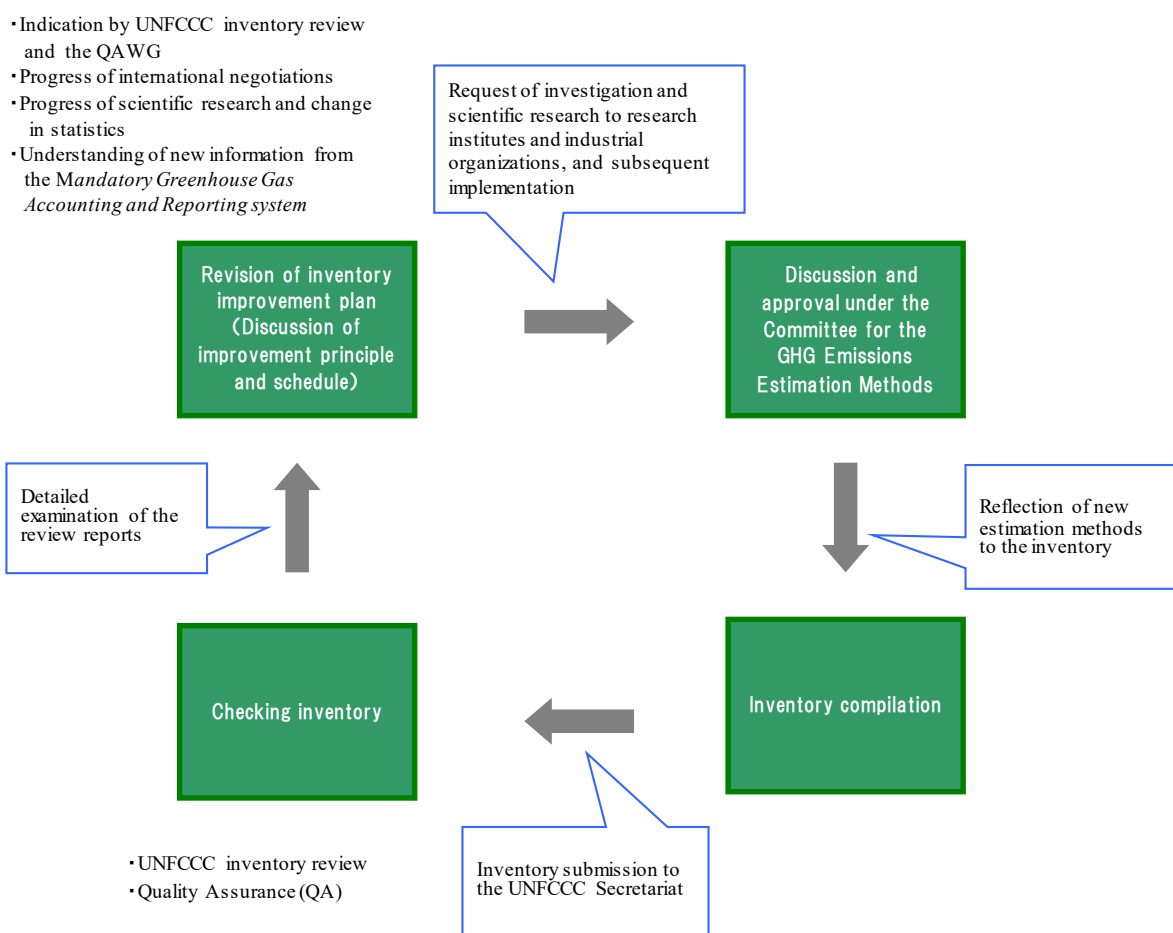 ・Indication by UNFCCC inventory review
and the QAWG
・Progress of international negotiations
・Progress of scientific research and change
in statistics
・Understanding of new information from
the Mandatory Greenhouse Gas
Accounting and Reporting system
Request of investigation and
scientific research to research
institutes and industrial
organizations, and subsequent
implementation
Revision of inventory
improvement plan
(Discussion of
improvement principle
and schedule)
Discussion and
approval under the
Committee for the
GHG Emissions
Estimation Methods
Detailed
examination of the
review reports
Reflection of new
estimation methods
to the inventory
Checking inventory
Inventory compilation
・UNFCCC inventory review
・Quality Assurance (QA)
Inventory submission to
the UNFCCC Secretariat